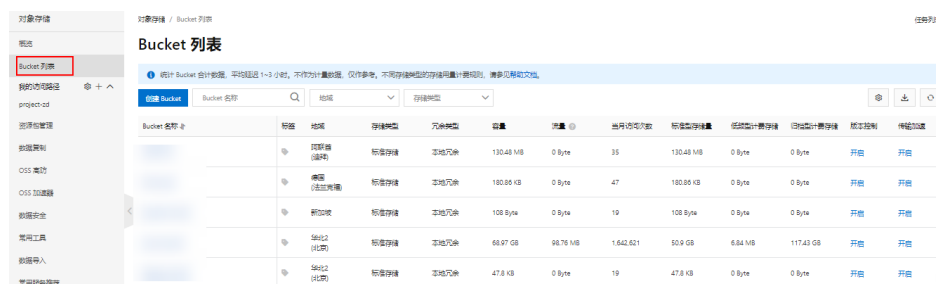 对象存储
对象存储 / Bucket 列表
任务列
概览
Bucket 列表
Bucket 列表
我的访问路径
统计 Bucket 合计数据，平均延迟 1~3 小时。不作为计量数据，仅作参考。不同存储类型的存储用量计费规则，请参见帮助文档。
创建 Bucket Bucket 名称 地域 存储类型
project-zd
资源包管理
Bucket 名称 标签 地域 存储类型 冗余类型 容量 流量 当月访问次数 标准型存储量 低频型计费存储 归档型计费存储 版本控制 传输加速
数据复制
阿联酋
(迪拜) 标准存储 本地冗余 130.48 MB 0 Byte 35 130.48 MB 0 Byte 0 Byte 开启 开启
OSS 高防
德国
(法兰克福) 标准存储 本地冗余 180.86 KB 0 Byte 47 180.86 KB 0 Byte 0 Byte 开启 开启
OSS 加速器
数据安全
新加坡 标准存储 本地冗余 108 Byte 0 Byte 19 108 Byte 0 Byte 0 Byte 开启 开启
常用工具
华北2
(北京) 标准存储 本地冗余 68.97 GB 98.76 MB 1,642,621 50.9 GB 6.84 MB 117.43 GB 开启 开启
数据导入
华北2
(北京) 标准存储 本地冗余 47.8 KB 0 Byte 19 47.8 KB 0 Byte 0 Byte 开启 开启